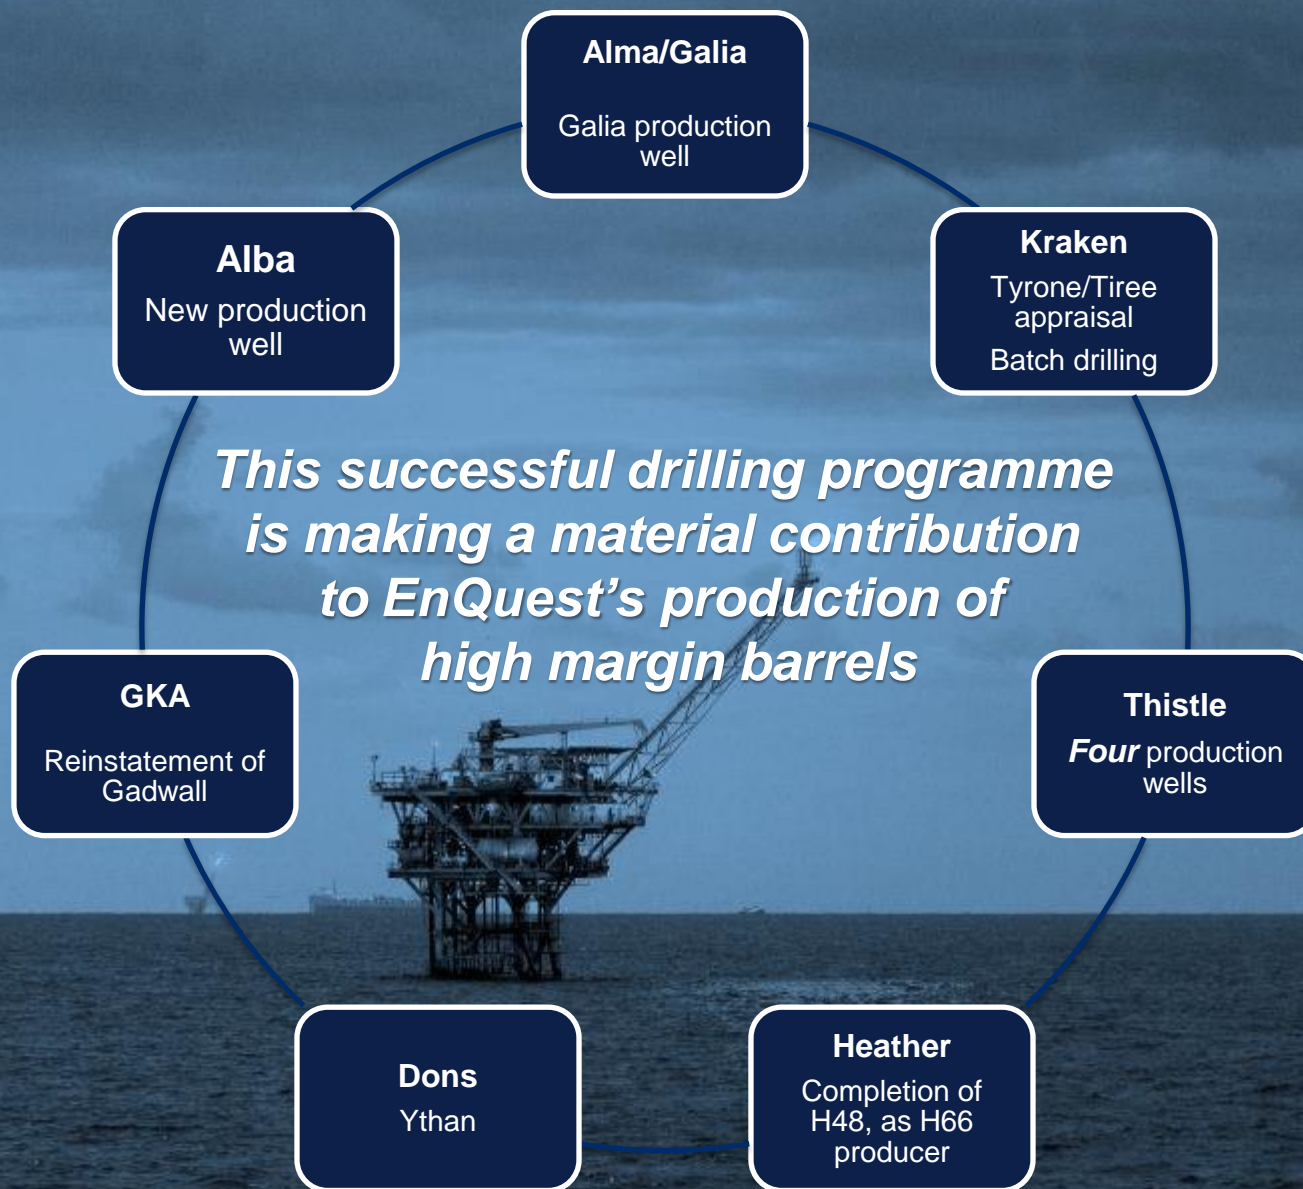 Alma/Galia
Galia production
well
Kraken
Tyrone/Tiree
appraisal
Batch drilling
Thistle
Four production
wells
Heather
Completion of
H48, as H66
producer
Dons
Ythan
GKA
Reinstatement of
Gadwall
Alba
New production
well
This successful drilling programme
is making a material contribution
to EnQuest’s production of
high margin barrels